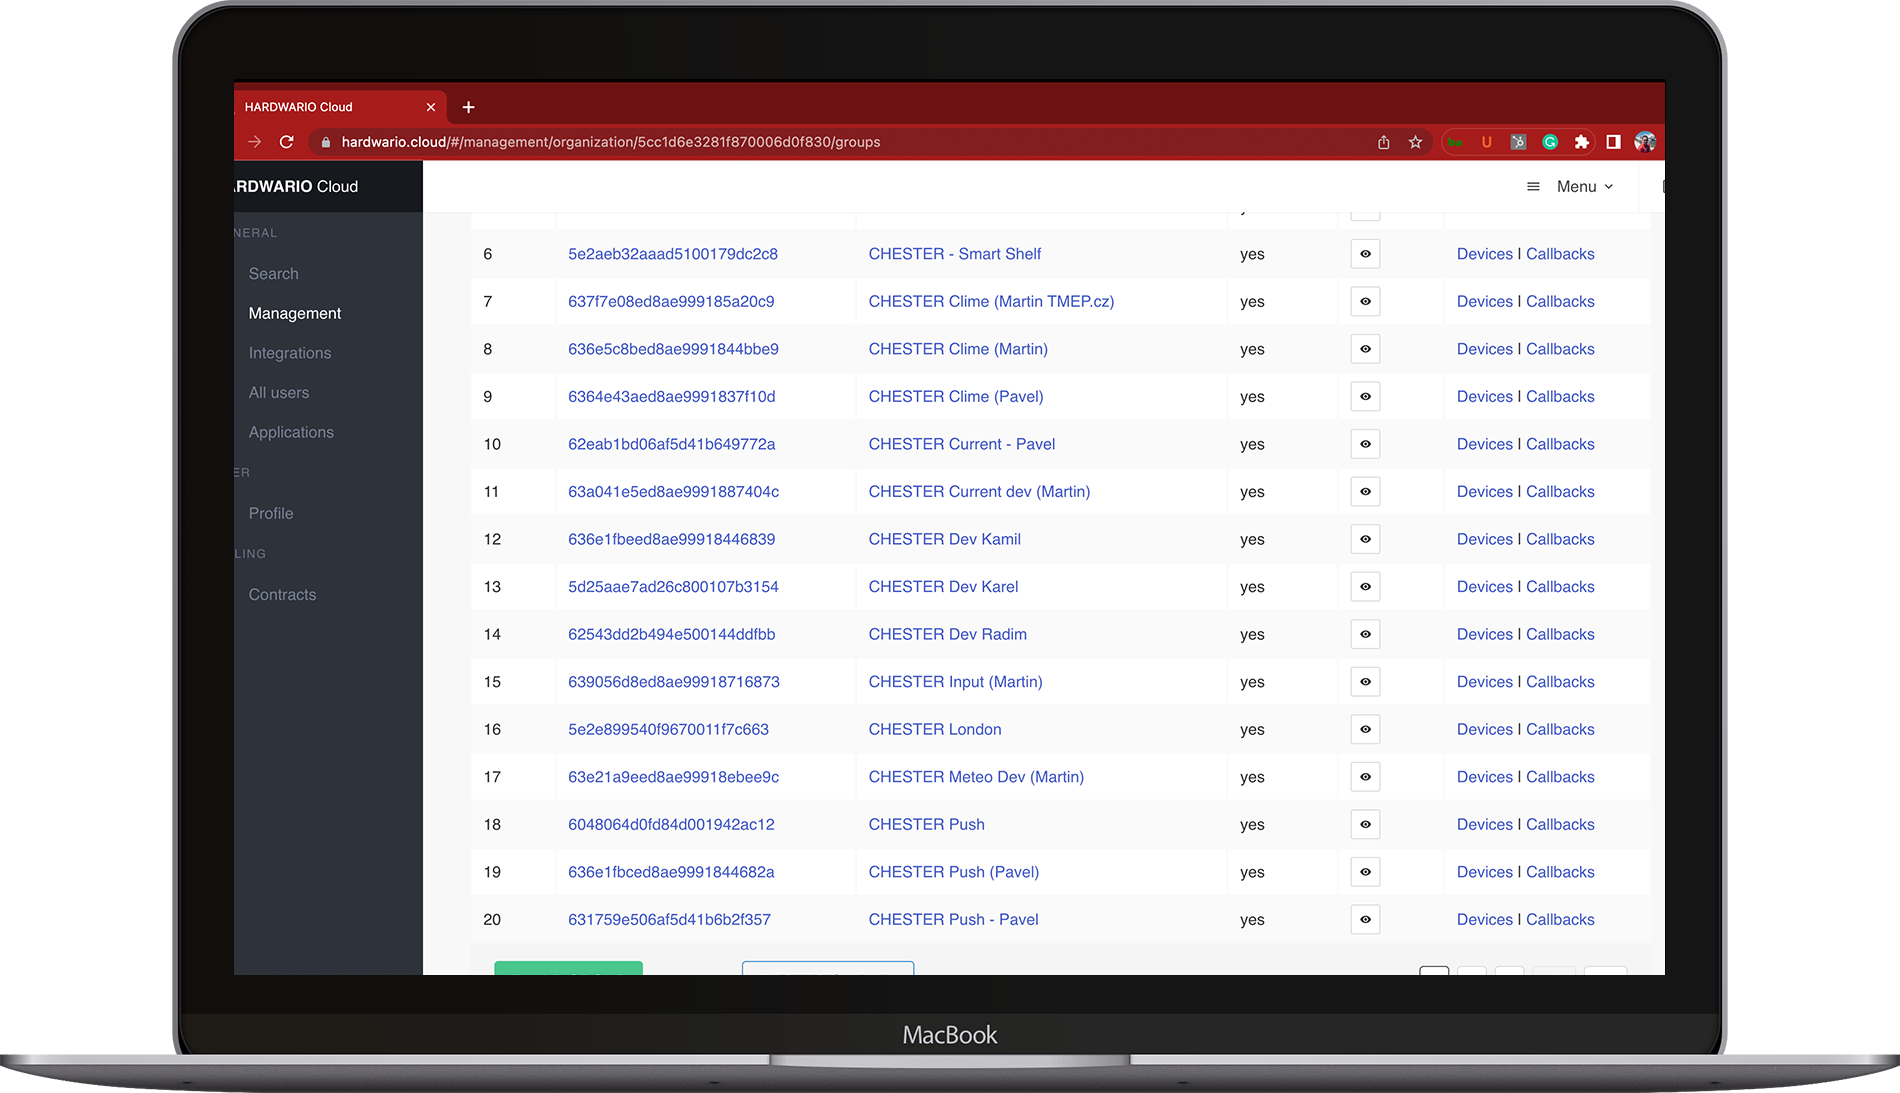 HARDWARIO Cloud
hardwario.cloud/#/management/organization/5cc1d6e3281f870006d0f830/groups
U
ARDWARIO Cloud
Menu
NERAL
Search
Management
Integrations
All users
Applications
ER
Profile
LING
Contracts
6 5e2aeb32aaad5100179dc2c8 CHESTER - Smart Shelf yes Devices | Callbacks
7 637f7e08ed8ae999185a20c9 CHESTER Clime (Martin TMEP.cz) yes Devices | Callbacks
8 636e5c8bed8ae9991844bbe9 CHESTER Clime (Martin) yes Devices | Callbacks
9 6364e43aed8ae9991837f10d CHESTER Clime (Pavel) yes Devices | Callbacks
10 62eab1bd06af5d41b649772a CHESTER Current - Pavel yes Devices | Callbacks
11 63a041e5ed8ae9991887404c CHESTER Current dev (Martin) yes Devices | Callbacks
12 636e1fbeed8ae99918446839 CHESTER Dev Kamil yes Devices | Callbacks
13 5d25aae7ad26c800107b3154 CHESTER Dev Karel yes Devices | Callbacks
14 62543dd2b494e500144ddfbb CHESTER Dev Radim yes Devices | Callbacks
15 639056d8ed8ae99918716873 CHESTER Input (Martin) yes Devices | Callbacks
16 5e2e899540f9670011f7c663 CHESTER London yes Devices | Callbacks
17 63e21a9eed8ae99918ebee9c CHESTER Meteo Dev (Martin) yes Devices | Callbacks
18 6048064d0fd84d001942ac12 CHESTER Push yes Devices | Callbacks
19 636e1fbced8ae9991844682a CHESTER Push (Pavel) yes Devices | Callbacks
20 631759e506af5d41b6b2f357 CHESTER Push - Pavel yes Devices | Callbacks
MacBook